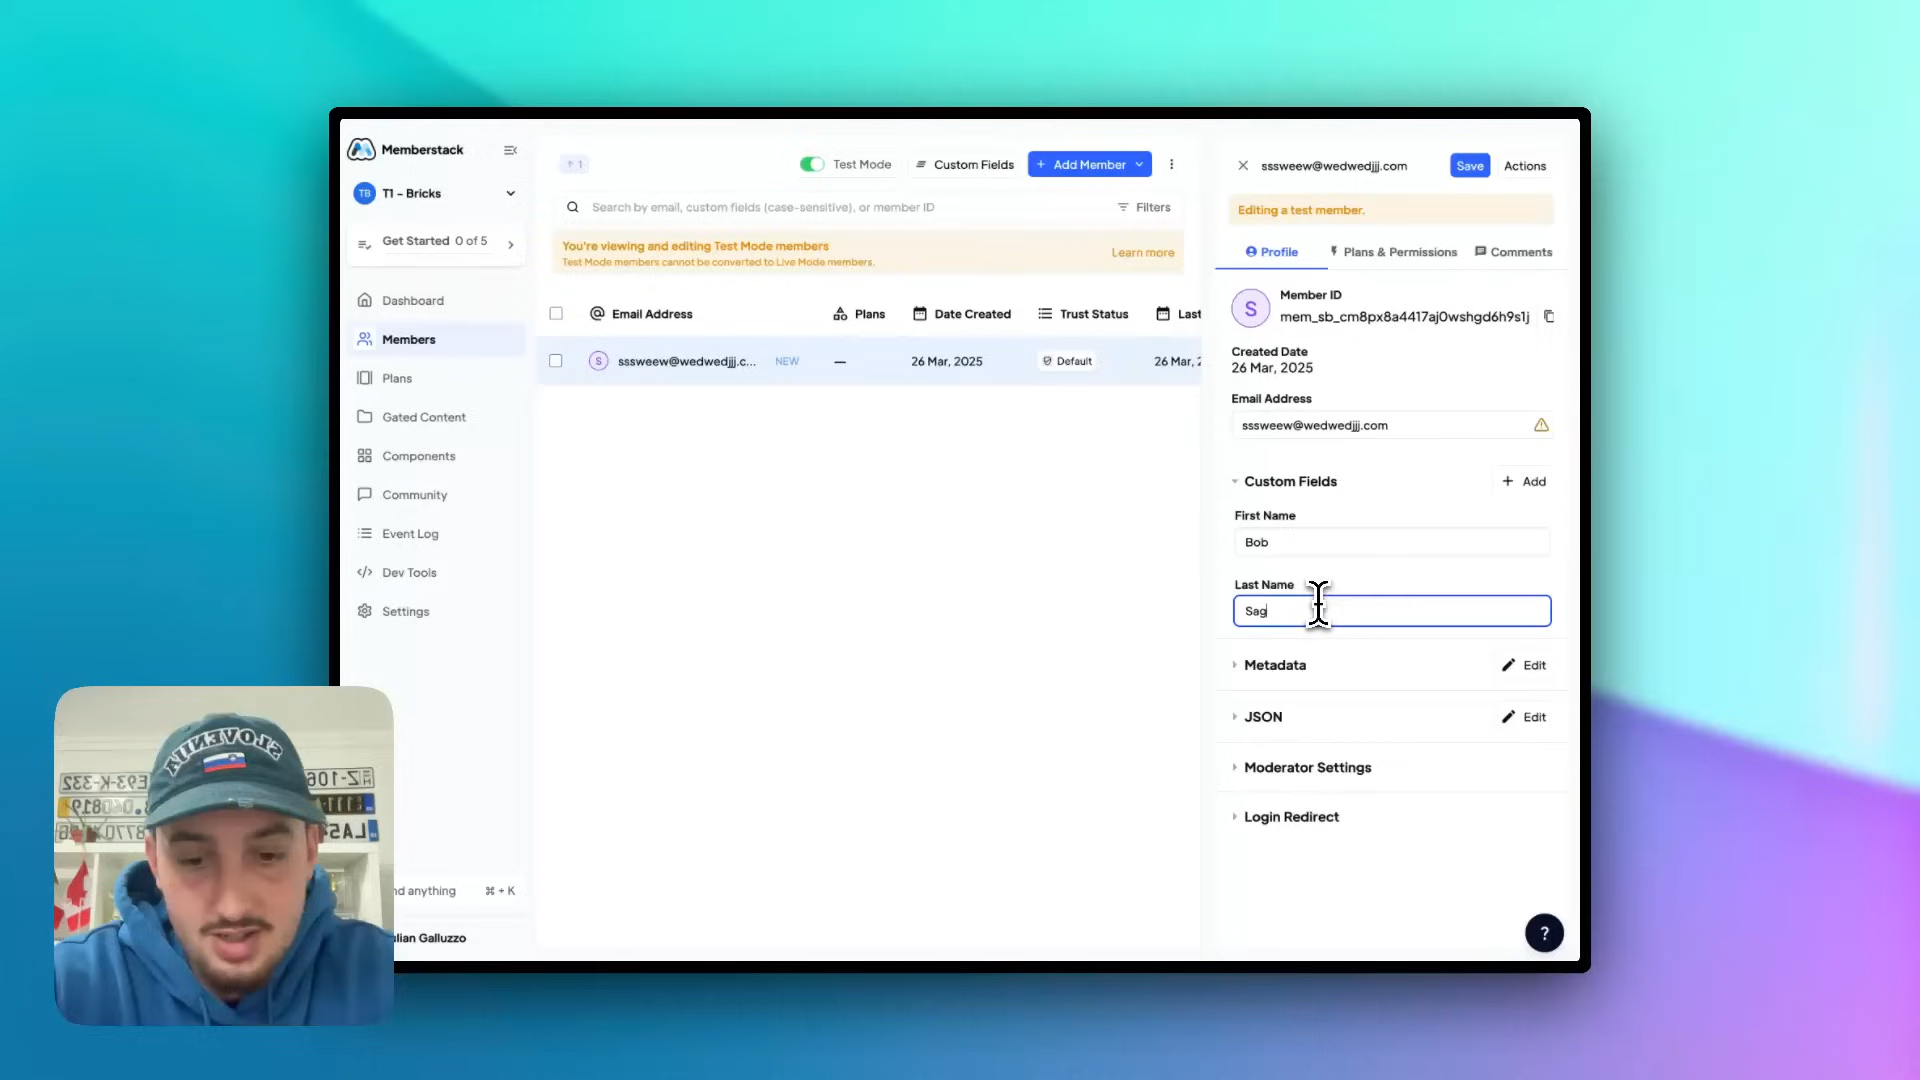 Memberstack
TB T1 - Bricks
Get Started 0 of 5
Dashboard
Members
Plans
Gated Content
Components
Community
Event Log
Dev Tools
Settings
nd anything ⌘ + K
lian Galluzzo
↑ 1
Test Mode
Custom Fields
+ Add Member
Search by email, custom fields (case-sensitive), or member ID
Filters
You're viewing and editing Test Mode members
Test Mode members cannot be converted to Live Mode members.
Learn more
Email Address Plans Date Created Trust Status Last
S sssweew@wedwedjjj.c... NEW — 26 Mar, 2025 Default 26 Mar, 2
sssweew@wedwedjjj.com
Save
Actions
Editing a test member.
Profile
Plans & Permissions
Comments
S
Member ID
mem_sb_cm8px8a4417aj0wshgd6h9s1j
Created Date
26 Mar, 2025
Email Address
sssweew@wedwedjjj.com
Custom Fields
+ Add
First Name
Bob
Last Name
Sag
Metadata
Edit
JSON
Edit
Moderator Settings
Login Redirect
?
SLOVENIA
E93-K-332